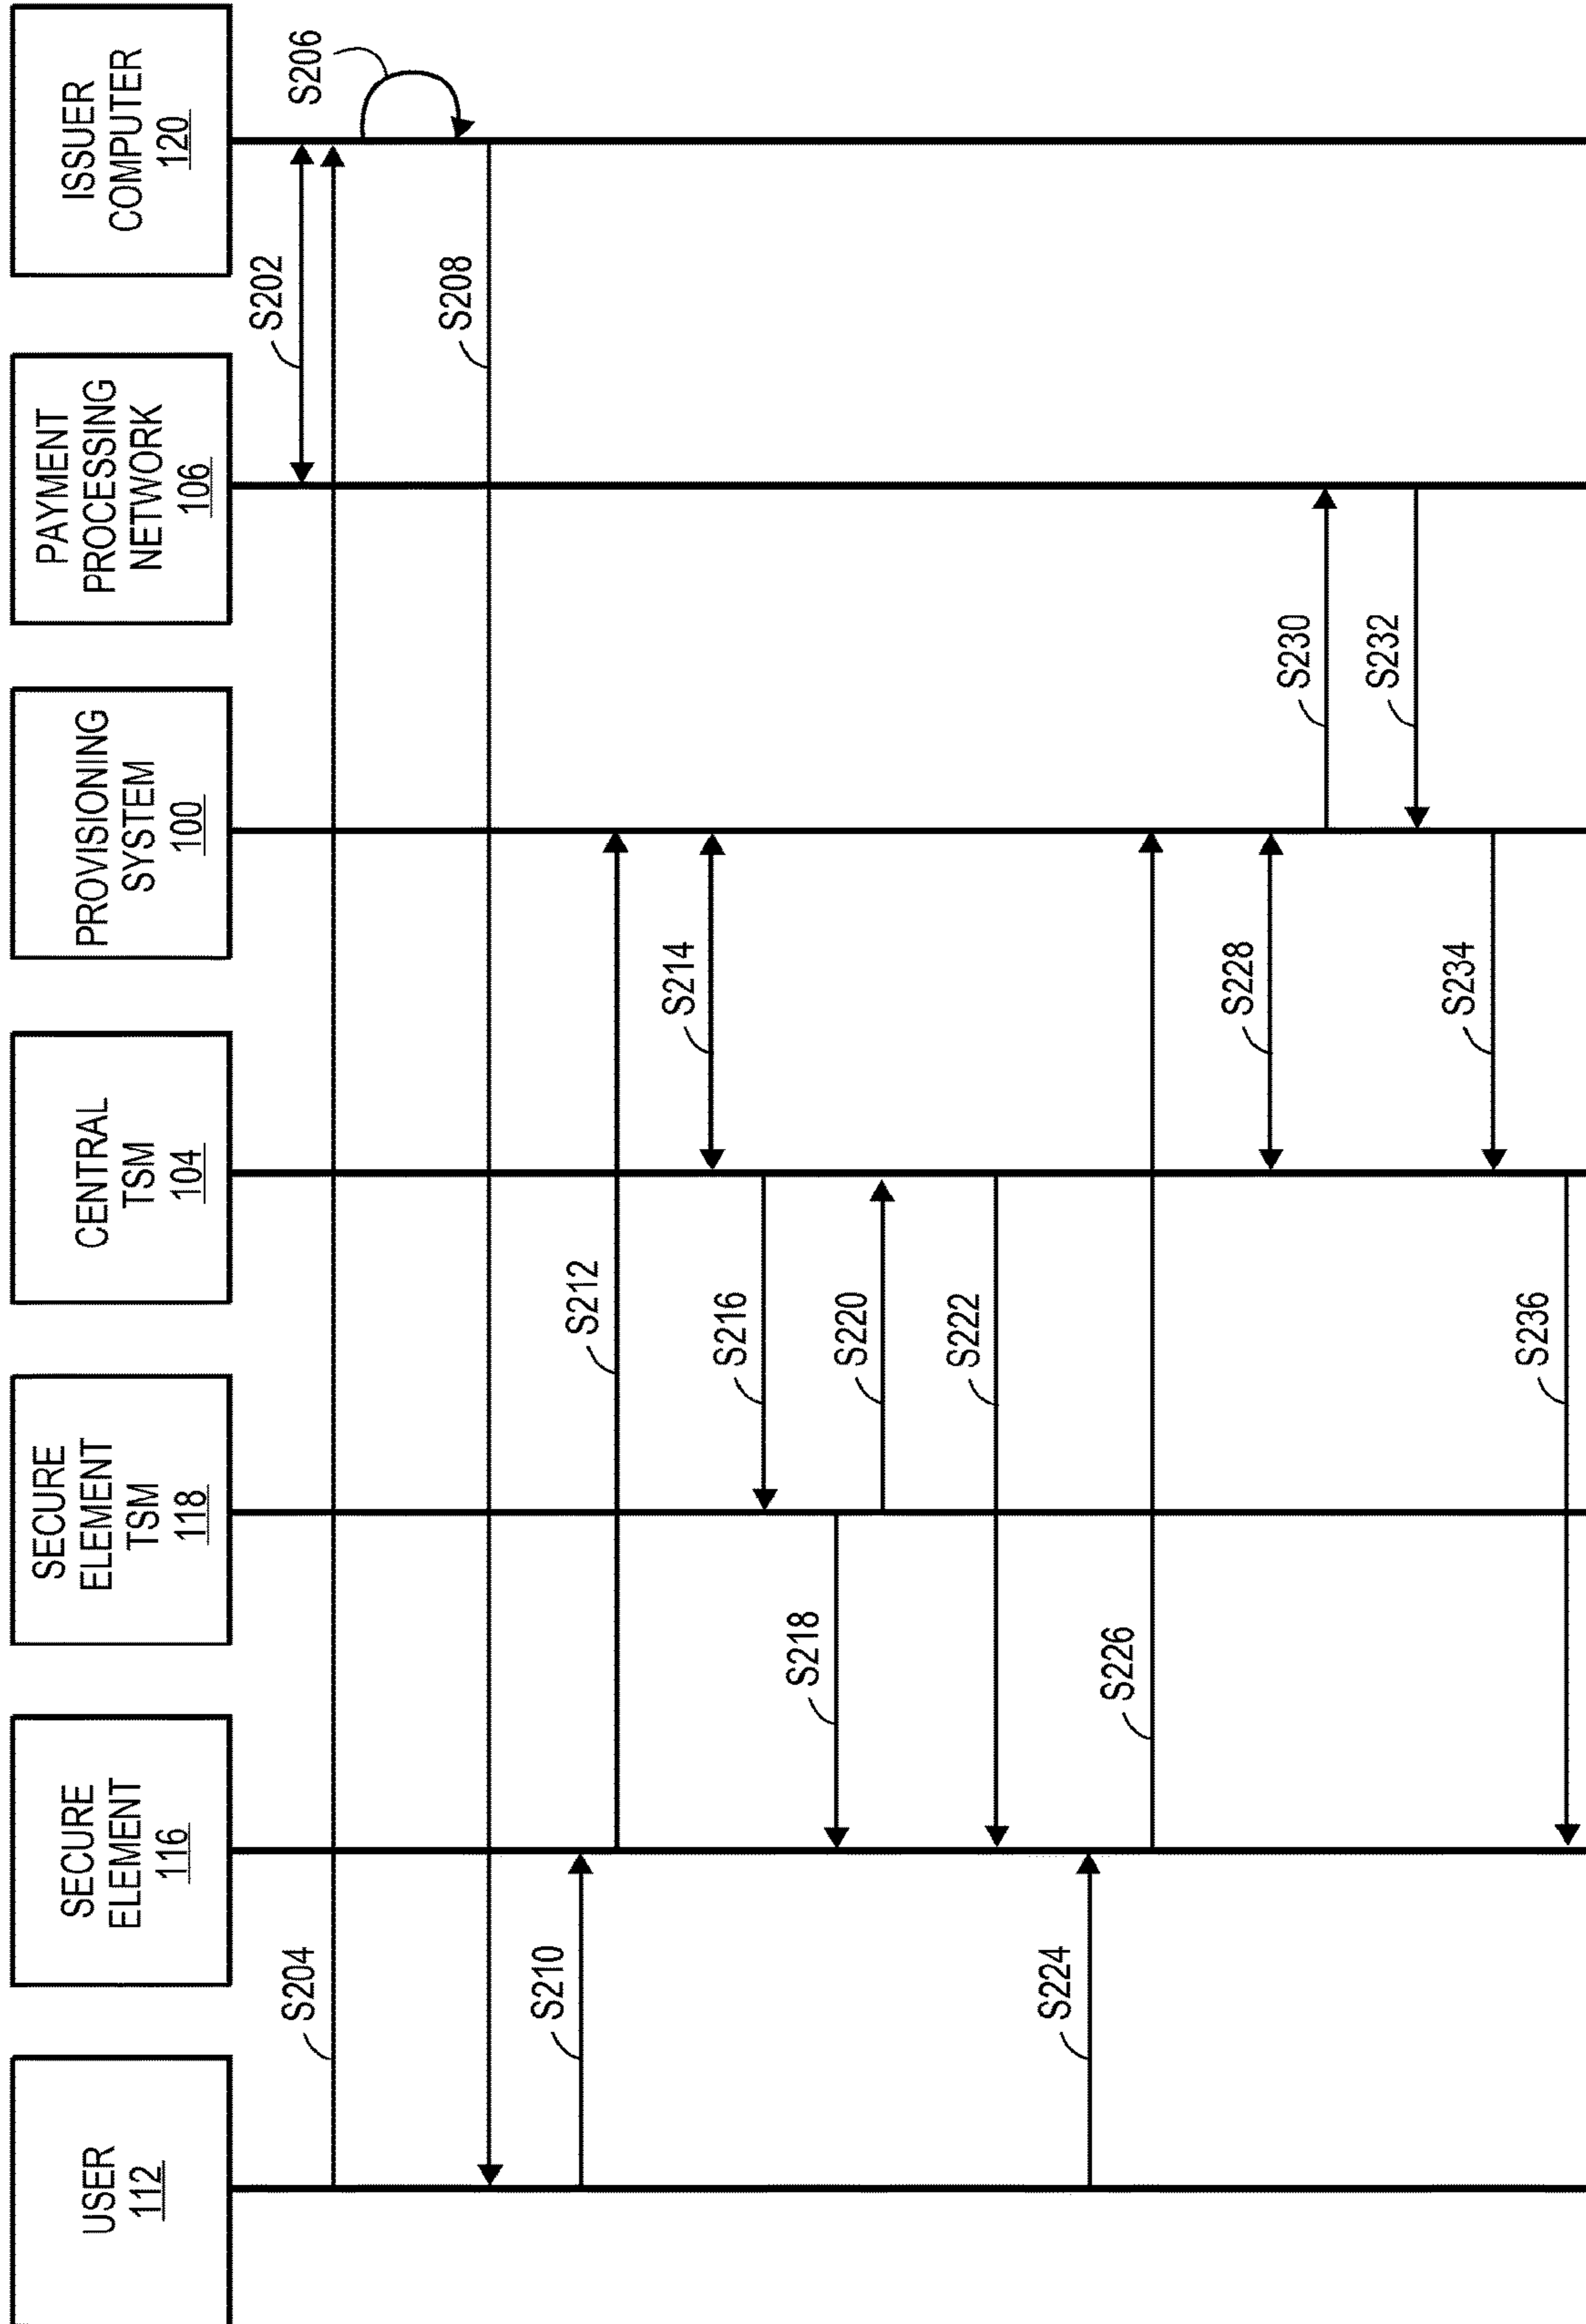 USER
112
SECURE
ELEMENT
116
SECURE
ELEMENT
TSM
118
CENTRAL
TSM
104
PROVISIONING
SYSTEM
100
PAYMENT
PROCESSING
NETWORK
106
ISSUER
COMPUTER
120
S202
S204
S206
S208
S210
S212
S214
S216
S218
S220
S222
S224
S226
S228
S230
S232
S234
S236